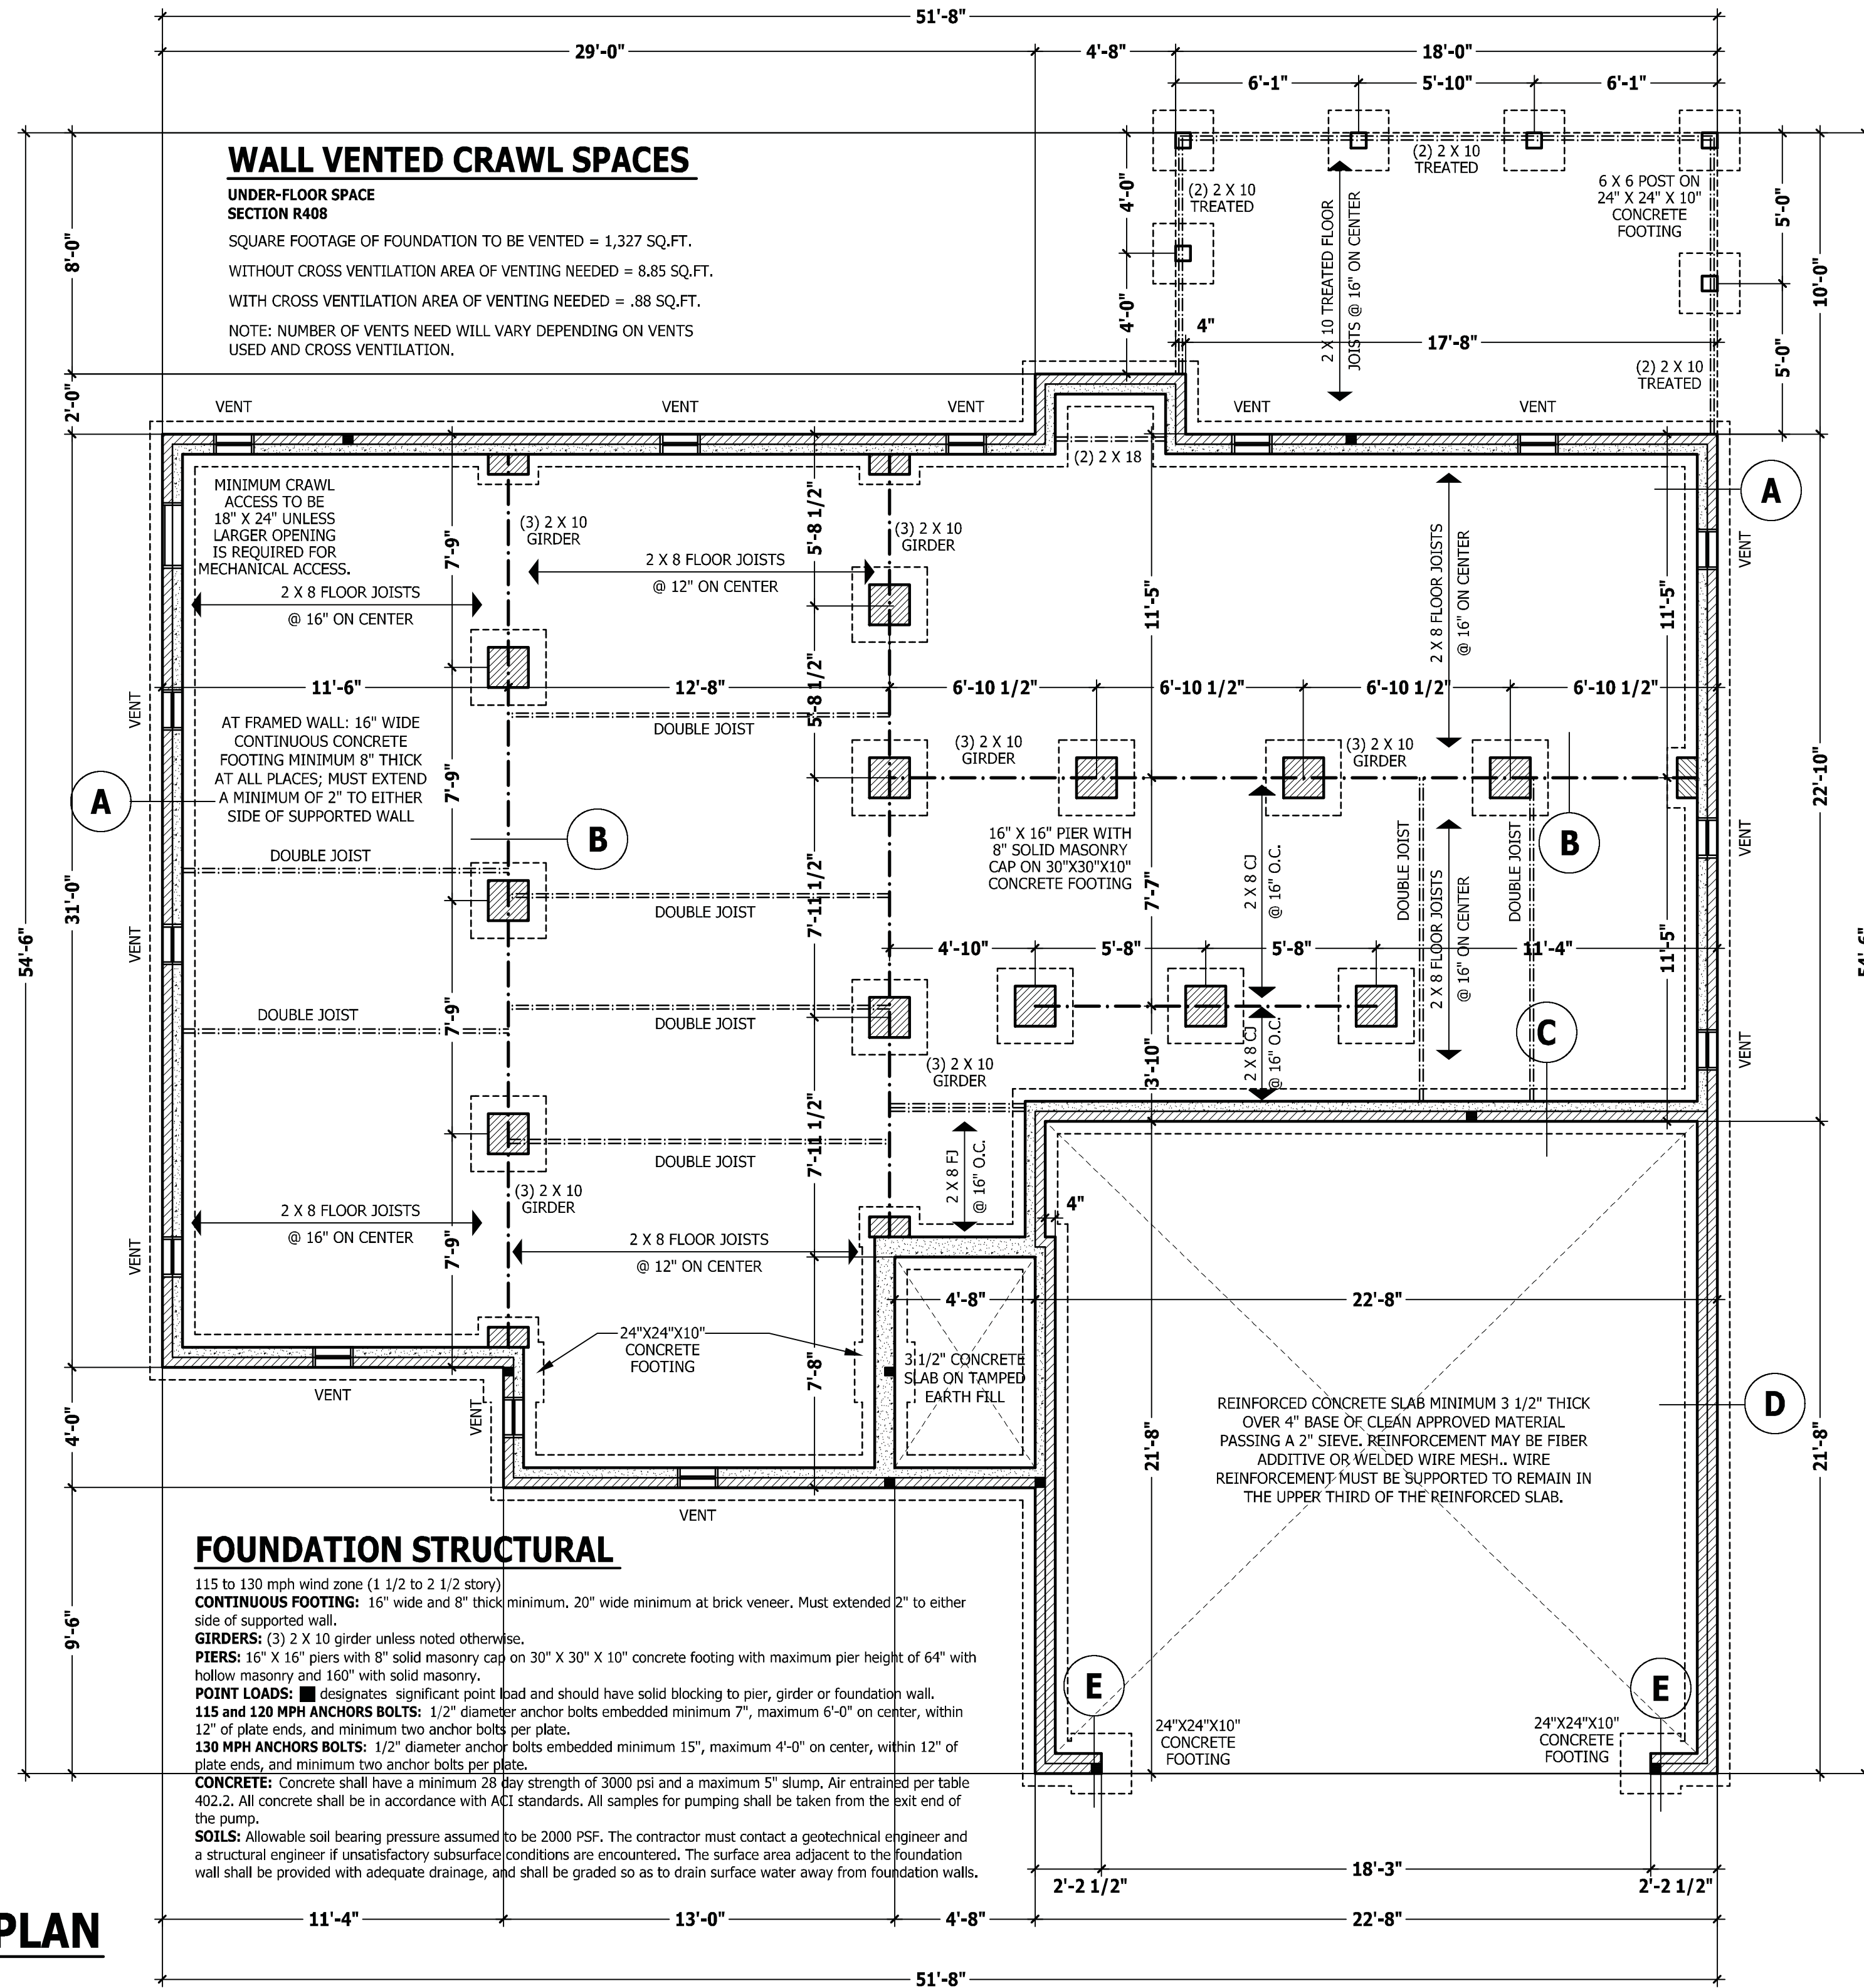 51'-8"
29'-0"
4'-8"
18'-0"
6'-1"
5'-10"
6'-1"
WALL VENTED CRAWL SPACES
UNDER-FLOOR SPACE
SECTION R408
SQUARE FOOTAGE OF FOUNDATION TO BE VENTED = 1,327 SQ.FT.
WITHOUT CROSS VENTILATION AREA OF VENTING NEEDED = 8.85 SQ.FT.
WITH CROSS VENTILATION AREA OF VENTING NEEDED = .88 SQ.FT.
NOTE: NUMBER OF VENTS NEED WILL VARY DEPENDING ON VENTS
USED AND CROSS VENTILATION.
8'-0"
2'-0"
31'-0"
54'-6"
4'-0"
9'-6"
4'-0"
4'-0"
(2) 2 X 10
TREATED
(2) 2 X 10
TREATED
6 X 6 POST ON
24" X 24" X 10"
CONCRETE
FOOTING
2 X 10 TREATED FLOOR
JOISTS @ 16" ON CENTER
4"
17'-8"
(2) 2 X 10
TREATED
5'-0"
5'-0"
10'-0"
22'-10"
21'-8"
54'-6"
VENT
VENT
VENT
VENT
VENT
(2) 2 X 18
A
MINIMUM CRAWL
ACCESS TO BE
18" X 24" UNLESS
LARGER OPENING
IS REQUIRED FOR
MECHANICAL ACCESS.
2 X 8 FLOOR JOISTS
@ 16" ON CENTER
7'-9"
(3) 2 X 10
GIRDER
2 X 8 FLOOR JOISTS
@ 12" ON CENTER
5'-8 1/2"
(3) 2 X 10
GIRDER
11'-5"
2 X 8 FLOOR JOISTS
@ 16" ON CENTER
11'-5"
VENT
11'-6"
12'-8"
6'-10 1/2"
6'-10 1/2"
6'-10 1/2"
6'-10 1/2"
5'-8 1/2"
VENT
AT FRAMED WALL: 16" WIDE
CONTINUOUS CONCRETE
FOOTING MINIMUM 8" THICK
AT ALL PLACES; MUST EXTEND
A MINIMUM OF 2" TO EITHER
SIDE OF SUPPORTED WALL
A
7'-9"
B
DOUBLE JOIST
(3) 2 X 10
GIRDER
(3) 2 X 10
GIRDER
16" X 16" PIER WITH
8" SOLID MASONRY
CAP ON 30"X30"X10"
CONCRETE FOOTING
7'-7"
2 X 8 CJ
@ 16" O.C.
DOUBLE JOIST
2 X 8 FLOOR JOISTS
@ 16" ON CENTER
DOUBLE JOIST
B
VENT
DOUBLE JOIST
DOUBLE JOIST
7'-11 1/2"
VENT
4'-10"
5'-8"
5'-8"
11'-4"
11'-5"
DOUBLE JOIST
7'-9"
DOUBLE JOIST
(3) 2 X 10
GIRDER
3'-10"
2 X 8 CJ
@ 16" O.C.
C
VENT
DOUBLE JOIST
7'-11 1/2"
2 X 8 FJ
@ 16" O.C.
4"
(3) 2 X 10
GIRDER
2 X 8 FLOOR JOISTS
@ 16" ON CENTER
VENT
7'-9"
2 X 8 FLOOR JOISTS
@ 12" ON CENTER
4'-8"
22'-8"
24"X24"X10"
CONCRETE
FOOTING
7'-8"
3 1/2" CONCRETE
SLAB ON TAMPED
EARTH FILL
VENT
VENT
VENT
21'-8"
REINFORCED CONCRETE SLAB MINIMUM 3 1/2" THICK
OVER 4" BASE OF CLEAN APPROVED MATERIAL
PASSING A 2" SIEVE. REINFORCEMENT MAY BE FIBER
ADDITIVE OR WELDED WIRE MESH.. WIRE
REINFORCEMENT MUST BE SUPPORTED TO REMAIN IN
THE UPPER THIRD OF THE REINFORCED SLAB.
D
FOUNDATION STRUCTURAL
115 to 130 mph wind zone (1 1/2 to 2 1/2 story)
CONTINUOUS FOOTING: 16" wide and 8" thick minimum. 20" wide minimum at brick veneer. Must extended 2" to either
side of supported wall.
GIRDERS: (3) 2 X 10 girder unless noted otherwise.
PIERS: 16" X 16" piers with 8" solid masonry cap on 30" X 30" X 10" concrete footing with maximum pier height of 64" with
hollow masonry and 160" with solid masonry.
POINT LOADS: designates significant point load and should have solid blocking to pier, girder or foundation wall.
115 and 120 MPH ANCHORS BOLTS: 1/2" diameter anchor bolts embedded minimum 7", maximum 6'-0" on center, within
12" of plate ends, and minimum two anchor bolts per plate.
130 MPH ANCHORS BOLTS: 1/2" diameter anchor bolts embedded minimum 15", maximum 4'-0" on center, within 12" of
plate ends, and minimum two anchor bolts per plate.
CONCRETE: Concrete shall have a minimum 28 day strength of 3000 psi and a maximum 5" slump. Air entrained per table
402.2. All concrete shall be in accordance with ACI standards. All samples for pumping shall be taken from the exit end of
the pump.
SOILS: Allowable soil bearing pressure assumed to be 2000 PSF. The contractor must contact a geotechnical engineer and
a structural engineer if unsatisfactory subsurface conditions are encountered. The surface area adjacent to the foundation
wall shall be provided with adequate drainage, and shall be graded so as to drain surface water away from foundation walls.
E
E
24"X24"X10"
CONCRETE
FOOTING
24"X24"X10"
CONCRETE
FOOTING
2'-2 1/2"
18'-3"
2'-2 1/2"
11'-4"
13'-0"
4'-8"
22'-8"
PLAN
51'-8"